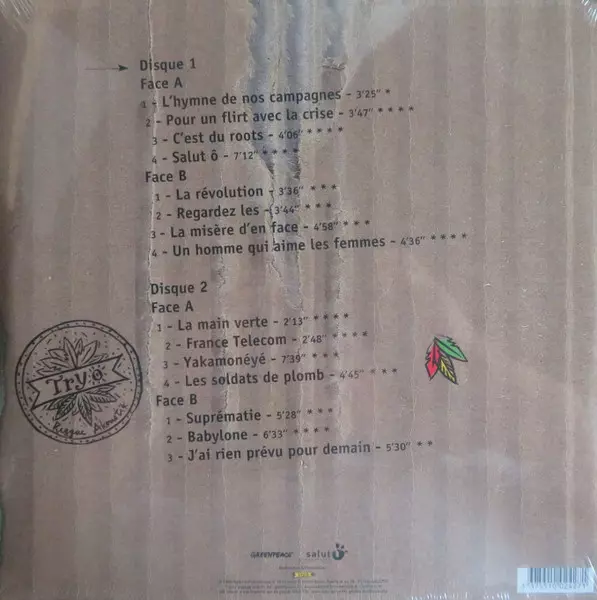 Disque 1
Face A
1 - L'hymne de nos campagnes - 3'25" *
2 - Pour un flirt avec la crise - 3'47" * * * *
3 - C'est du roots - 4'06" * * * *
4 - Salut ô - 7'12" * * * *
Face B
1 - La révolution - 3'36" * * *
2 - Regardez les - 3'44" * * *
3 - La misère d'en face - 4'58" * * *
4 - Un homme qui aime les femmes - 4'36" * * * *
Disque 2
Face A
1 - La main verte - 2'13" * * * *
2 - France Telecom - 2'48" * * * *
3 - Yakamonéyé - 7'39" * * *
4 - Les soldats de plomb - 4'45" * * *
Face B
1 - Suprématie - 5'28" * * *
2 - Babylone - 6'33" * * * *
3 - J'ai rien prévu pour demain - 5'30" * *
Tryo
Reggae Akoustik
GREENPEACE salut ô